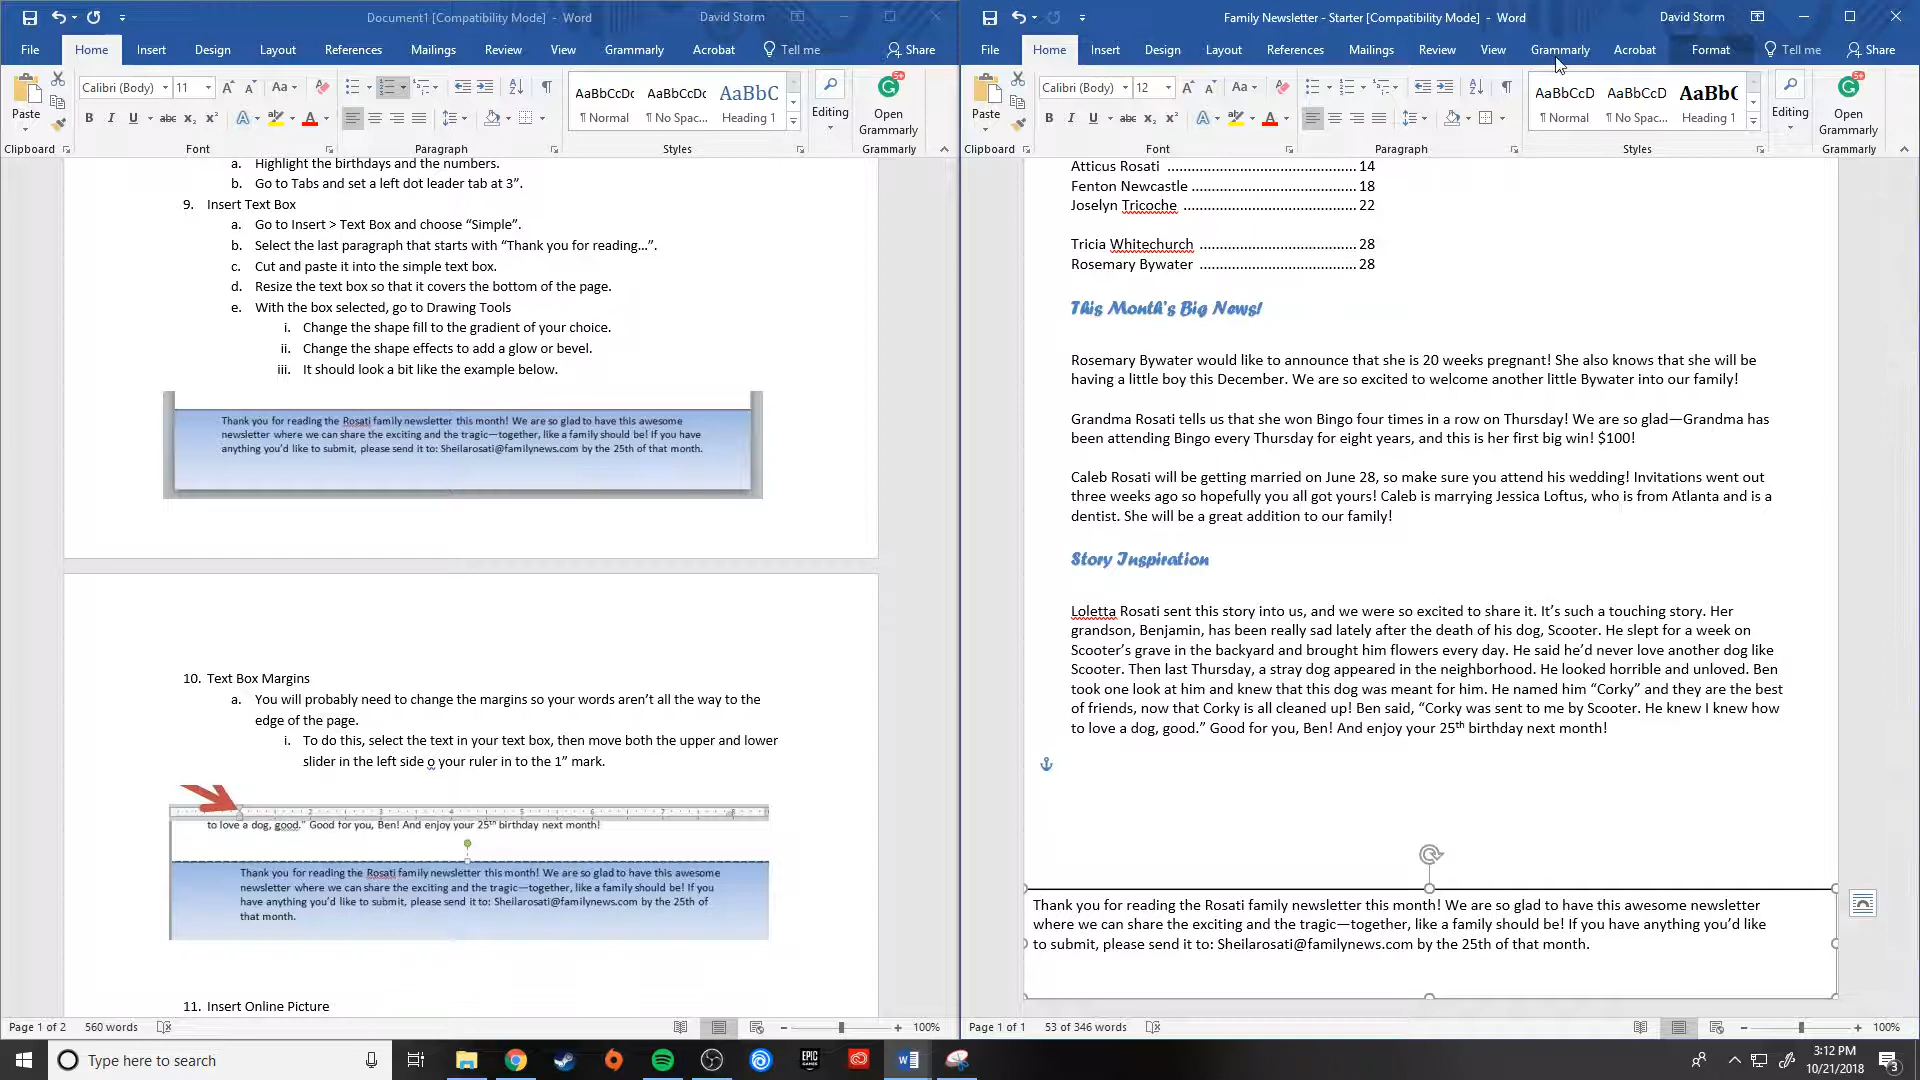 Document1 [Compatibility Mode] - Word
David Storm
File Home Insert Design Layout References Mailings Review View Grammarly Acrobat Tell me Share
Paste
Calibri (Body) 11
AaBbCcDc AaBbCcDc AaBbC
¶ Normal ¶ No Spac... Heading 1
Editing
Open
Grammarly
Clipboard Font Paragraph Styles Grammarly
a. Highlight the birthdays and the numbers.
b. Go to Tabs and set a left dot leader tab at 3”.
9. Insert Text Box
a. Go to Insert > Text Box and choose “Simple”.
b. Select the last paragraph that starts with “Thank you for reading…”.
c. Cut and paste it into the simple text box.
d. Resize the text box so that it covers the bottom of the page.
e. With the box selected, go to Drawing Tools
i. Change the shape fill to the gradient of your choice.
ii. Change the shape effects to add a glow or bevel.
iii. It should look a bit like the example below.
Thank you for reading the Rosati family newsletter this month! We are so glad to have this awesome
newsletter where we can share the exciting and the tragic—together, like a family should be! If you have
anything you’d like to submit, please send it to: Sheilarosati@familynews.com by the 25th of that month.
10. Text Box Margins
a. You will probably need to change the margins so your words aren’t all the way to the
edge of the page.
i. To do this, select the text in your text box, then move both the upper and lower
slider in the left side o your ruler in to the 1” mark.
1 2 3 4 5 6 7
to love a dog, good.” Good for you, Ben! And enjoy your 25th birthday next month!
Thank you for reading the Rosati family newsletter this month! We are so glad to have this awesome
newsletter where we can share the exciting and the tragic—together, like a family should be! If you
have anything you’d like to submit, please send it to: Sheilarosati@familynews.com by the 25th of
that month.
11. Insert Online Picture
Page 1 of 2 560 words 100%
Family Newsletter - Starter [Compatibility Mode] - Word
David Storm
File Home Insert Design Layout References Mailings Review View Grammarly Acrobat Format Tell me Share
Paste
Calibri (Body) 12
AaBbCcD AaBbCcD AaBb(
¶ Normal ¶ No Spac... Heading 1
Editing
Open
Grammarly
Clipboard Font Paragraph Styles Grammarly
Atticus Rosati ........................................ 14
Fenton Newcastle ................................... 18
Joselyn Tricoche ..................................... 22
Tricia Whitechurch .................................. 28
Rosemary Bywater .................................. 28
This Month's Big News!
Rosemary Bywater would like to announce that she is 20 weeks pregnant! She also knows that she will be
having a little boy this December. We are so excited to welcome another little Bywater into our family!
Grandma Rosati tells us that she won Bingo four times in a row on Thursday! We are so glad—Grandma has
been attending Bingo every Thursday for eight years, and this is her first big win! $100!
Caleb Rosati will be getting married on June 28, so make sure you attend his wedding! Invitations went out
three weeks ago so hopefully you all got yours! Caleb is marrying Jessica Loftus, who is from Atlanta and is a
dentist. She will be a great addition to our family!
Story Inspiration
Loletta Rosati sent this story into us, and we were so excited to share it. It’s such a touching story. Her
grandson, Benjamin, has been really sad lately after the death of his dog, Scooter. He slept for a week on
Scooter’s grave in the backyard and brought him flowers every day. He said he’d never love another dog like
Scooter. Then last Thursday, a stray dog appeared in the neighborhood. He looked horrible and unloved. Ben
took one look at him and knew that this dog was meant for him. He named him “Corky” and they are the best
of friends, now that Corky is all cleaned up! Ben said, “Corky was sent to me by Scooter. He knew I knew how
to love a dog, good.” Good for you, Ben! And enjoy your 25th birthday next month!
Thank you for reading the Rosati family newsletter this month! We are so glad to have this awesome newsletter
where we can share the exciting and the tragic—together, like a family should be! If you have anything you’d like
to submit, please send it to: Sheilarosati@familynews.com by the 25th of that month.
Page 1 of 1 53 of 346 words 100%
Type here to search
EPIC
GAMES
3:12 PM
10/21/2018
3